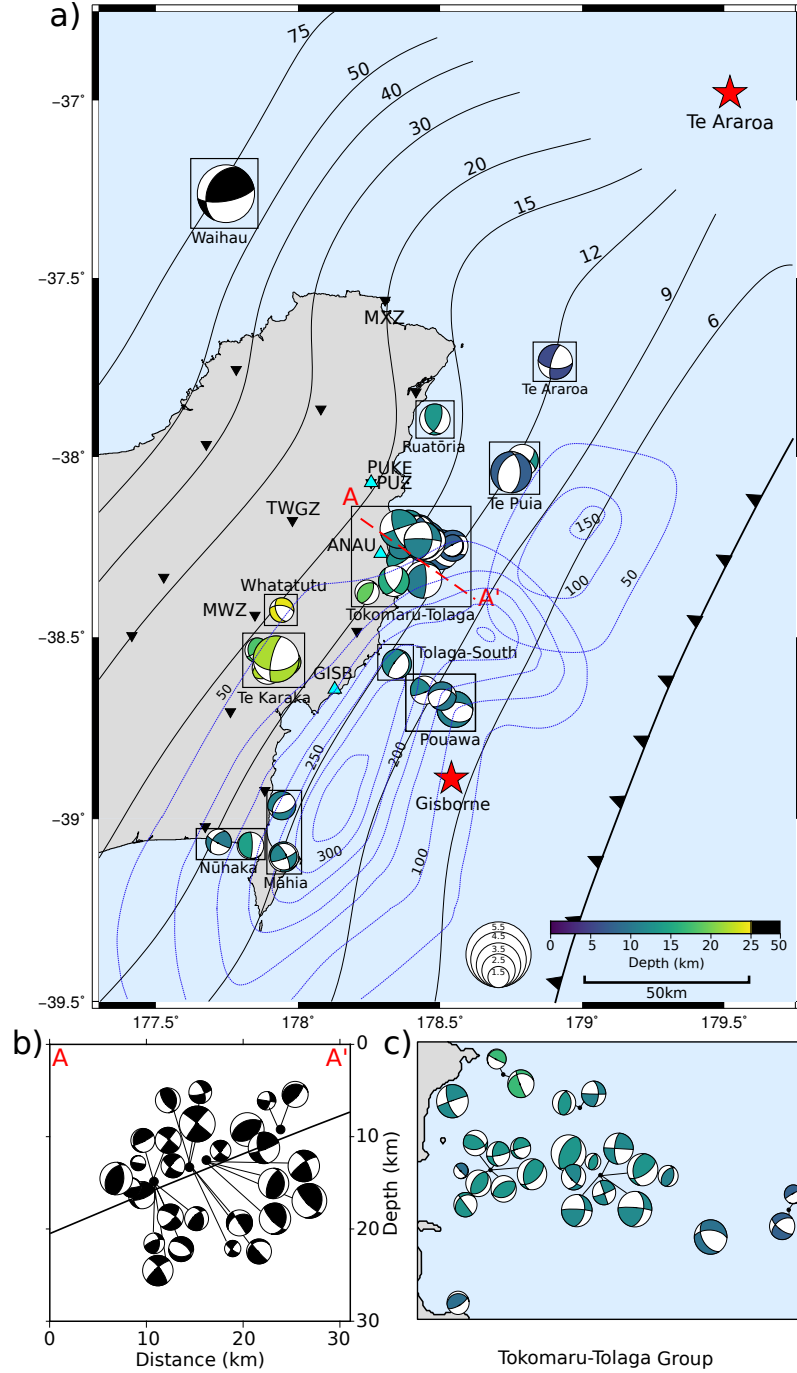 a)
75
50
40
30
20
15
12
9
6
−37˚
−37.5˚
−38˚
−38.5˚
−39˚
−39.5˚
Te Araroa
Waihau
MXZ
Te Araroa
Ruatōria
PUKE
PUZ
Te Puia
A
TWGZ
ANAU
150
100
50
Whatatutu
MWZ
Tokomaru-Tolaga
A'
Tolaga-South
GISB
50
Te Karaka
Pouawa
250
200
Gisborne
300
100
Nūhaka
Māhia
5.5
4.5
3.5
2.5
1.5
0 5 10 15 20 25 50
Depth (km)
50km
177.5˚ 178˚ 178.5˚ 179˚ 179.5˚
b)
A A'
0
10
20
30
Depth (km)
0 10 20 30
Distance (km)
c)
Tokomaru-Tolaga Group